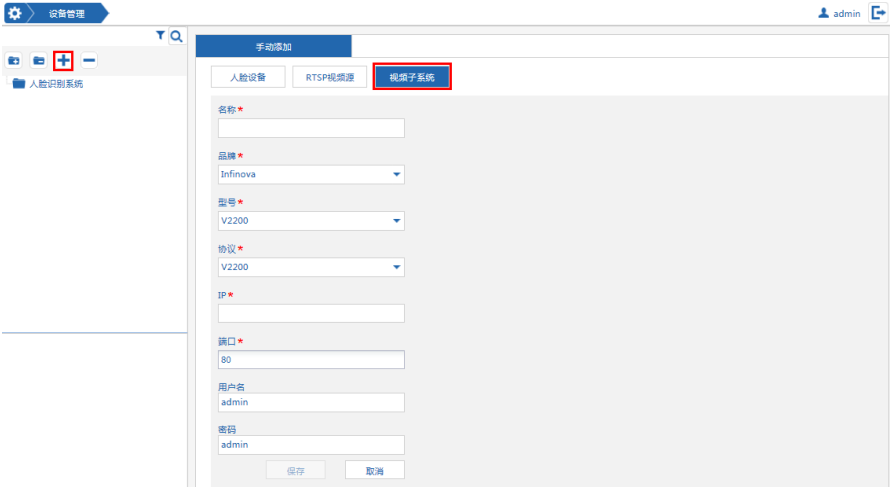 设备管理
admin
手动添加
人脸识别系统
人脸设备
RTSP视频源
视频子系统
名称*
品牌*
Infinova
型号*
V2200
协议*
V2200
IP*
端口*
80
用户名
admin
密码
admin
保存
取消